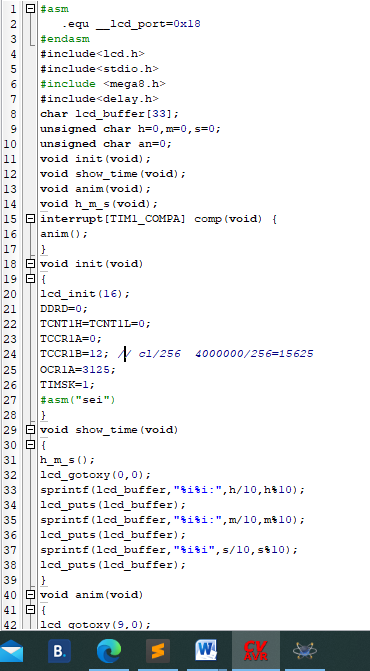 1 #asm
2 .equ __lcd_port=0x18
3 #endasm
4 #include<lcd.h>
5 #include<stdio.h>
6 #include <mega8.h>
7 #include<delay.h>
8 char lcd_buffer[33];
9 unsigned char h=0,m=0,s=0;
10 unsigned char an=0;
11 void init(void);
12 void show_time(void);
13 void anim(void);
14 void h_m_s(void);
15 interrupt[TIM1_COMPA] comp(void) {
16 anim();
17 }
18 void init(void)
19 {
20 lcd_init(16);
21 DDRD=0;
22 TCNT1H=TCNT1L=0;
23 TCCR1A=0;
24 TCCR1B=12; // cl/256 4000000/256=15625
25 OCR1A=3125;
26 TIMSK=1;
27 #asm("sei")
28 }
29 void show_time(void)
30 {
31 h_m_s();
32 lcd_gotoxy(0,0);
33 sprintf(lcd_buffer,"%i%i:",h/10,h%10);
34 lcd_puts(lcd_buffer);
35 sprintf(lcd_buffer,"%i%i:",m/10,m%10);
36 lcd_puts(lcd_buffer);
37 sprintf(lcd_buffer,"%i%i",s/10,s%10);
38 lcd_puts(lcd_buffer);
39 }
40 void anim(void)
41 {
42 lcd_gotoxy(9,0);
B.
S
W
CV
AVR